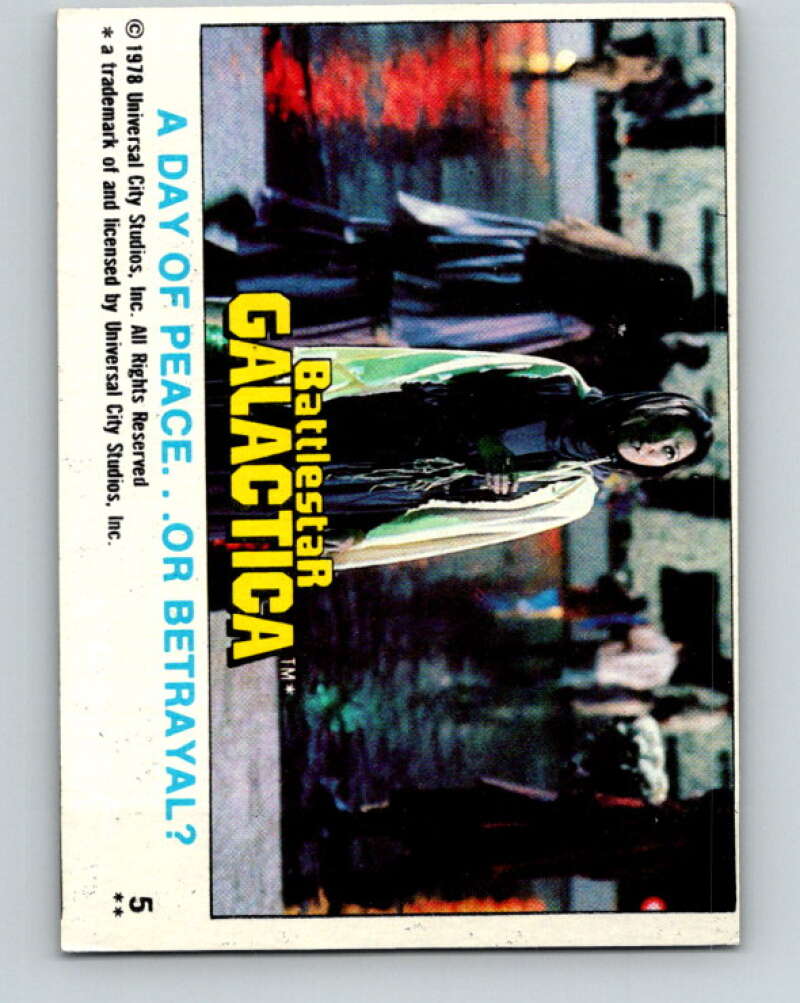 Battlestar
GALACTICA
TM*
A DAY OF PEACE. . .OR BETRAYAL?
© 1978 Universal City Studios, Inc. All Rights Reserved
* a trademark of and licensed by Universal City Studios, Inc.
5
**